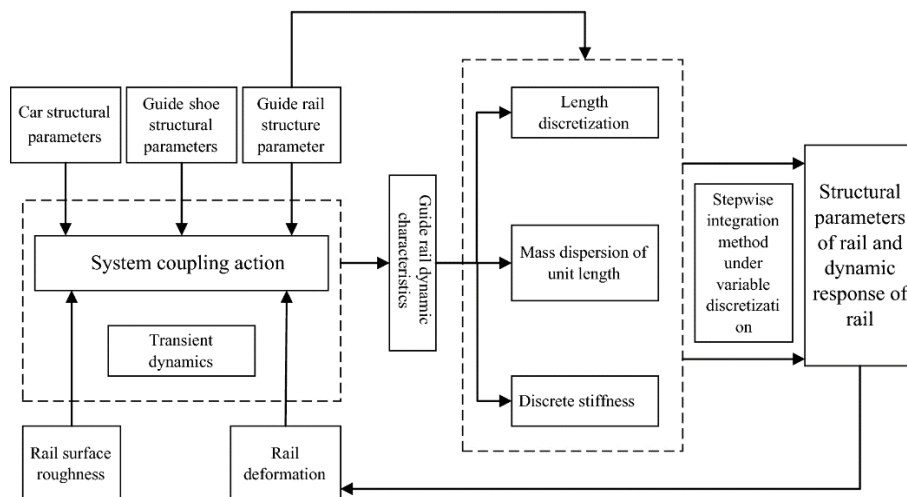 Car structural
parameters
Guide shoe
structural
parameters
Guide rail
structure
parameter
System coupling action
Transient
dynamics
Rail surface
roughness
Rail
deformation
Guide rail dynamic
characteristics
Length
discretization
Mass dispersion of
unit length
Discrete stiffness
Stepwise
integration
method
under
variable
discretizati
on
Structural
parameters
of rail and
dynamic
response of
rail